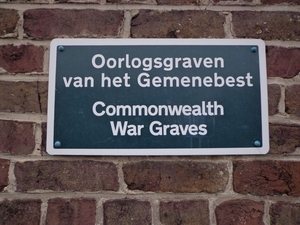 Oorlogsgraven
van het Gemenebest
Commonwealth
War Graves